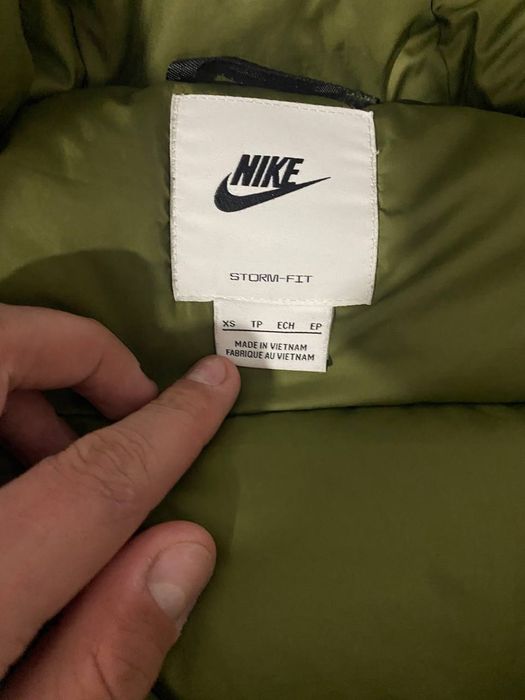 NIKE
STORM-FIT
XS TP ECH EP
MADE IN VIETNAM
FABRIQUE AU VIETNAM